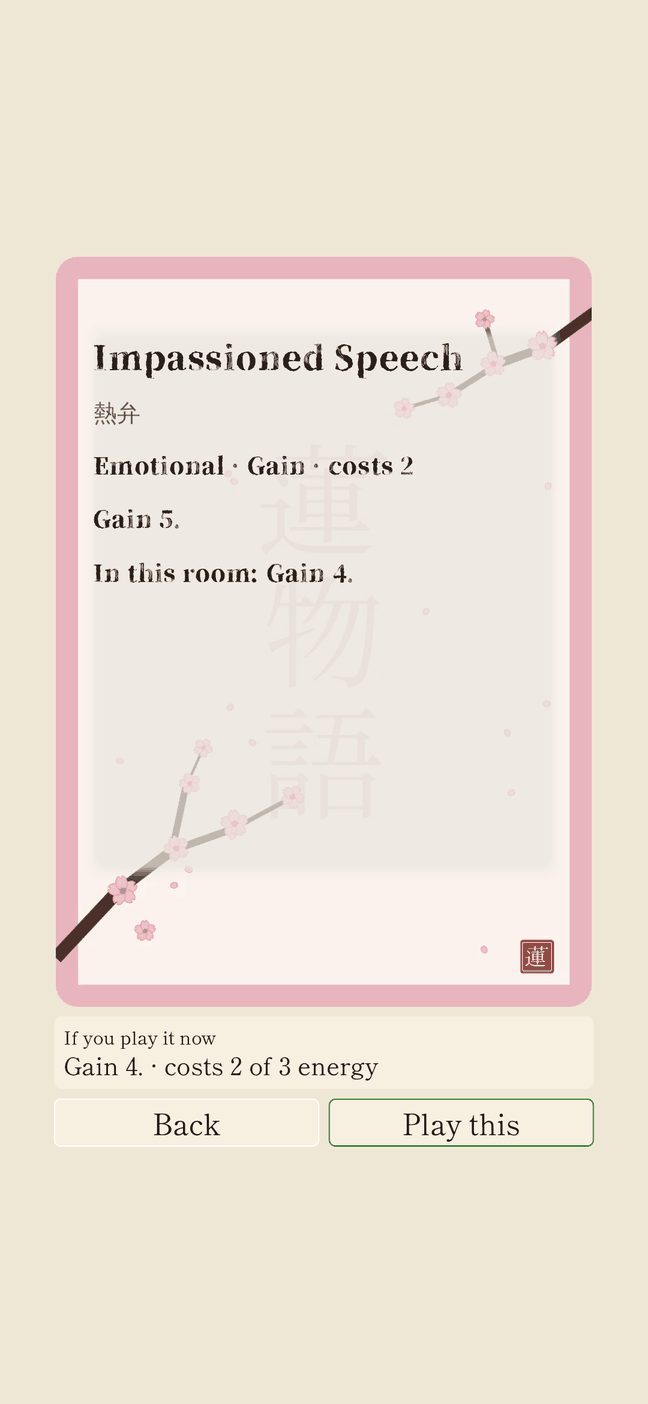 Impassioned Speech
熱弁
Emotional · Gain · costs 2
Gain 5.
In this room: Gain 4.
蓮物語
蓮
If you play it now
Gain 4. · costs 2 of 3 energy
Back
Play this